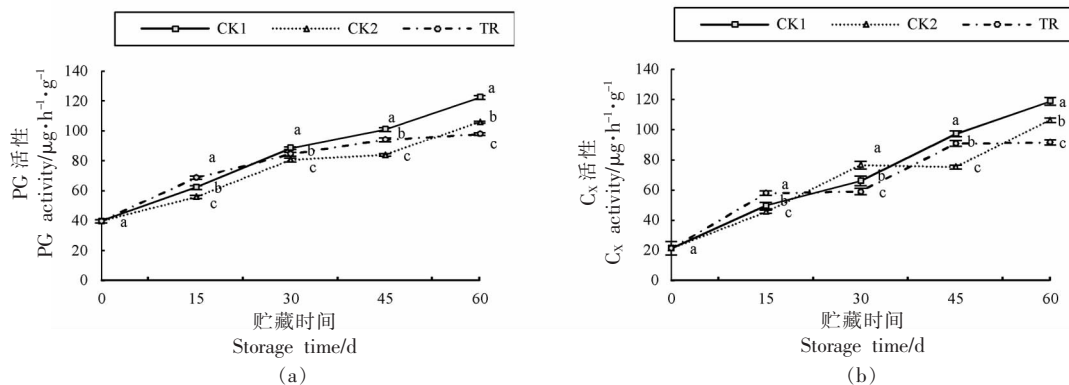 CK1 CK2 TR
140
120
100
80
60
40
20
0
PG 活性
PG activity/μg·h⁻¹·g⁻¹
a
a
b
c
a
b
c
a
b
c
a
b
c
0 15 30 45 60
贮藏时间
Storage time/d
(a)
CK1 CK2 TR
140
120
100
80
60
40
20
0
Cₓ 活性
Cₓ activity/μg·h⁻¹·g⁻¹
a
a
b
c
a
b
c
a
b
c
a
b
c
0 15 30 45 60
贮藏时间
Storage time/d
(b)